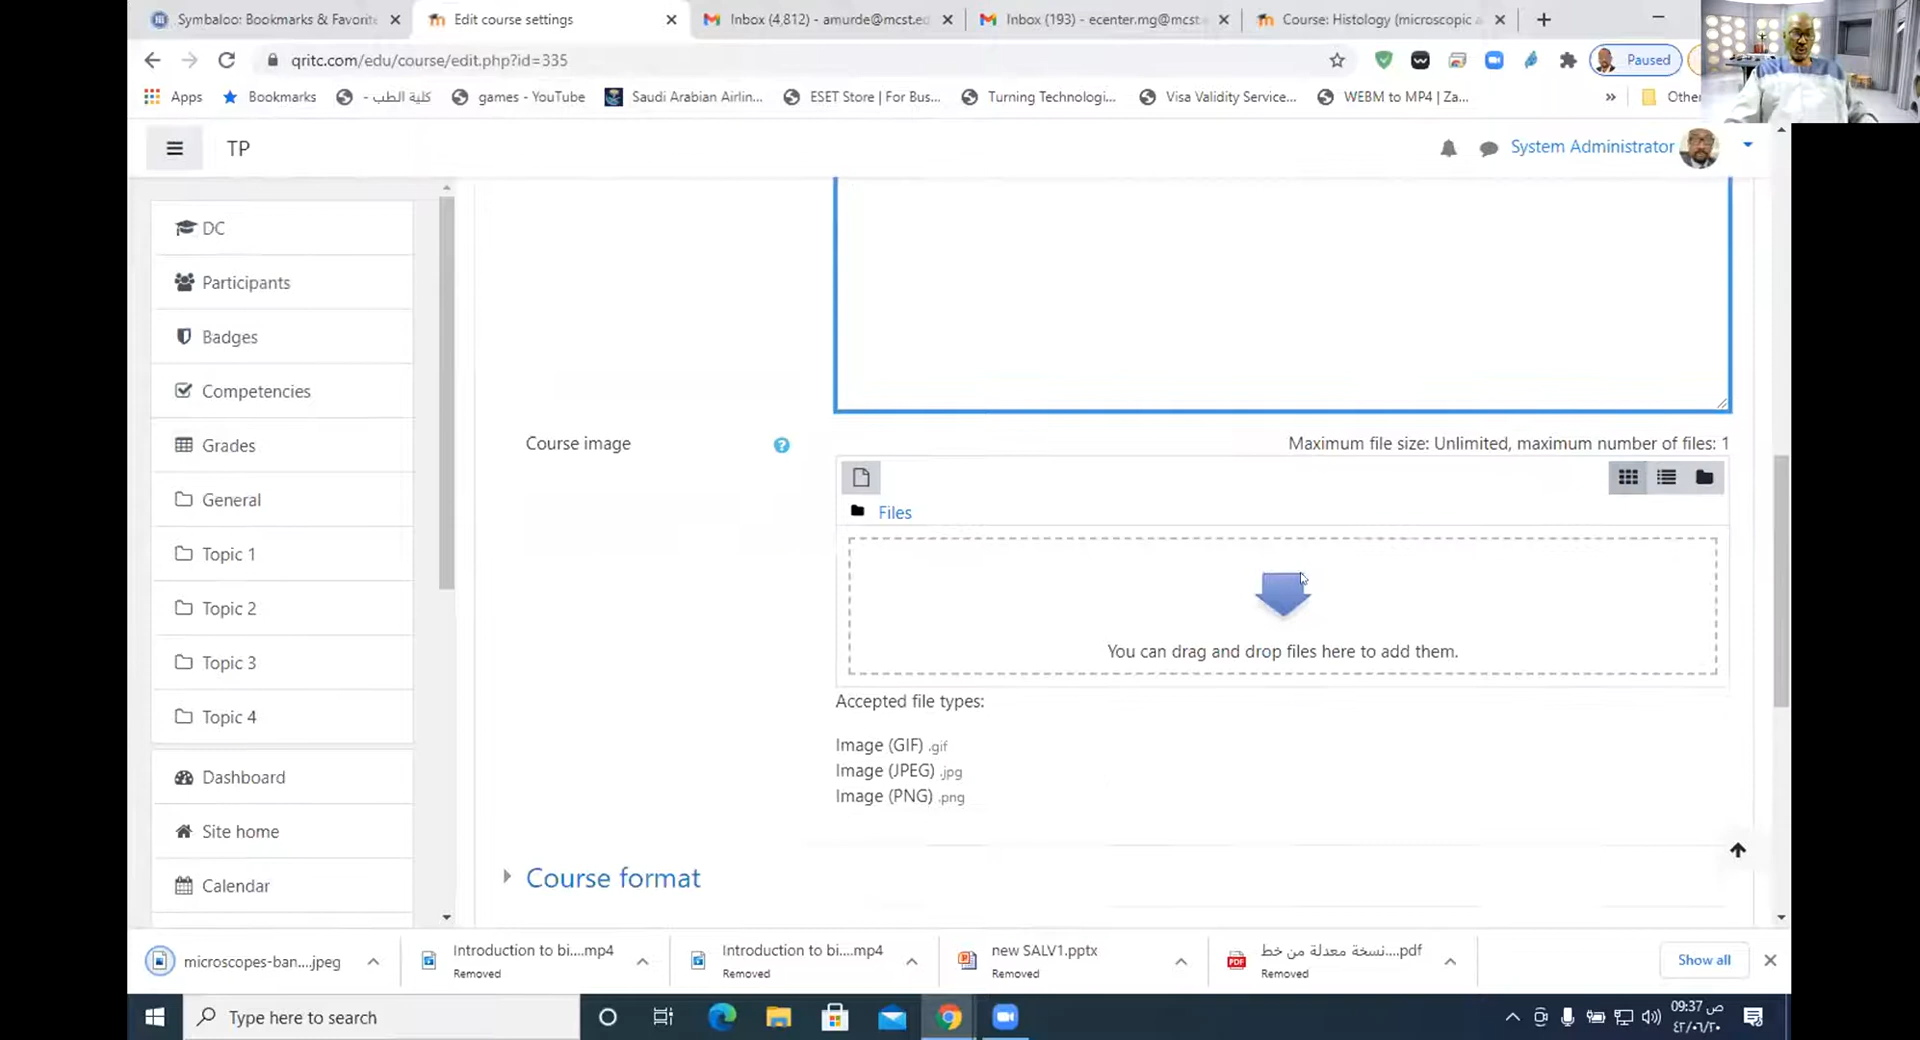 Symbaloo: Bookmarks & Favorite
Edit course settings
Inbox (4,812) - amurde@mcst.ed
Inbox (193) - ecenter.mg@mcst.e
Course: Histology (microscopic a
qritc.com/edu/course/edit.php?id=335
Paused
Apps
Bookmarks
كلية الطب -
games - YouTube
Saudi Arabian Airlin...
ESET Store | For Bus...
Turning Technologi...
Visa Validity Service...
WEBM to MP4 | Za...
»
Other
TP
System Administrator
DC
Participants
Badges
Competencies
Grades
General
Topic 1
Topic 2
Topic 3
Topic 4
Dashboard
Site home
Calendar
Course image
Maximum file size: Unlimited, maximum number of files: 1
Files
You can drag and drop files here to add them.
Accepted file types:
Image (GIF) .gif
Image (JPEG) .jpg
Image (PNG) .png
Course format
microscopes-ban....jpeg
Introduction to bi....mp4
Removed
Introduction to bi....mp4
Removed
new SALV1.pptx
Removed
نسخة معدلة من خط....pdf
Removed
Show all
Type here to search
09:37 ص
٤٢/٠٦/٢٠